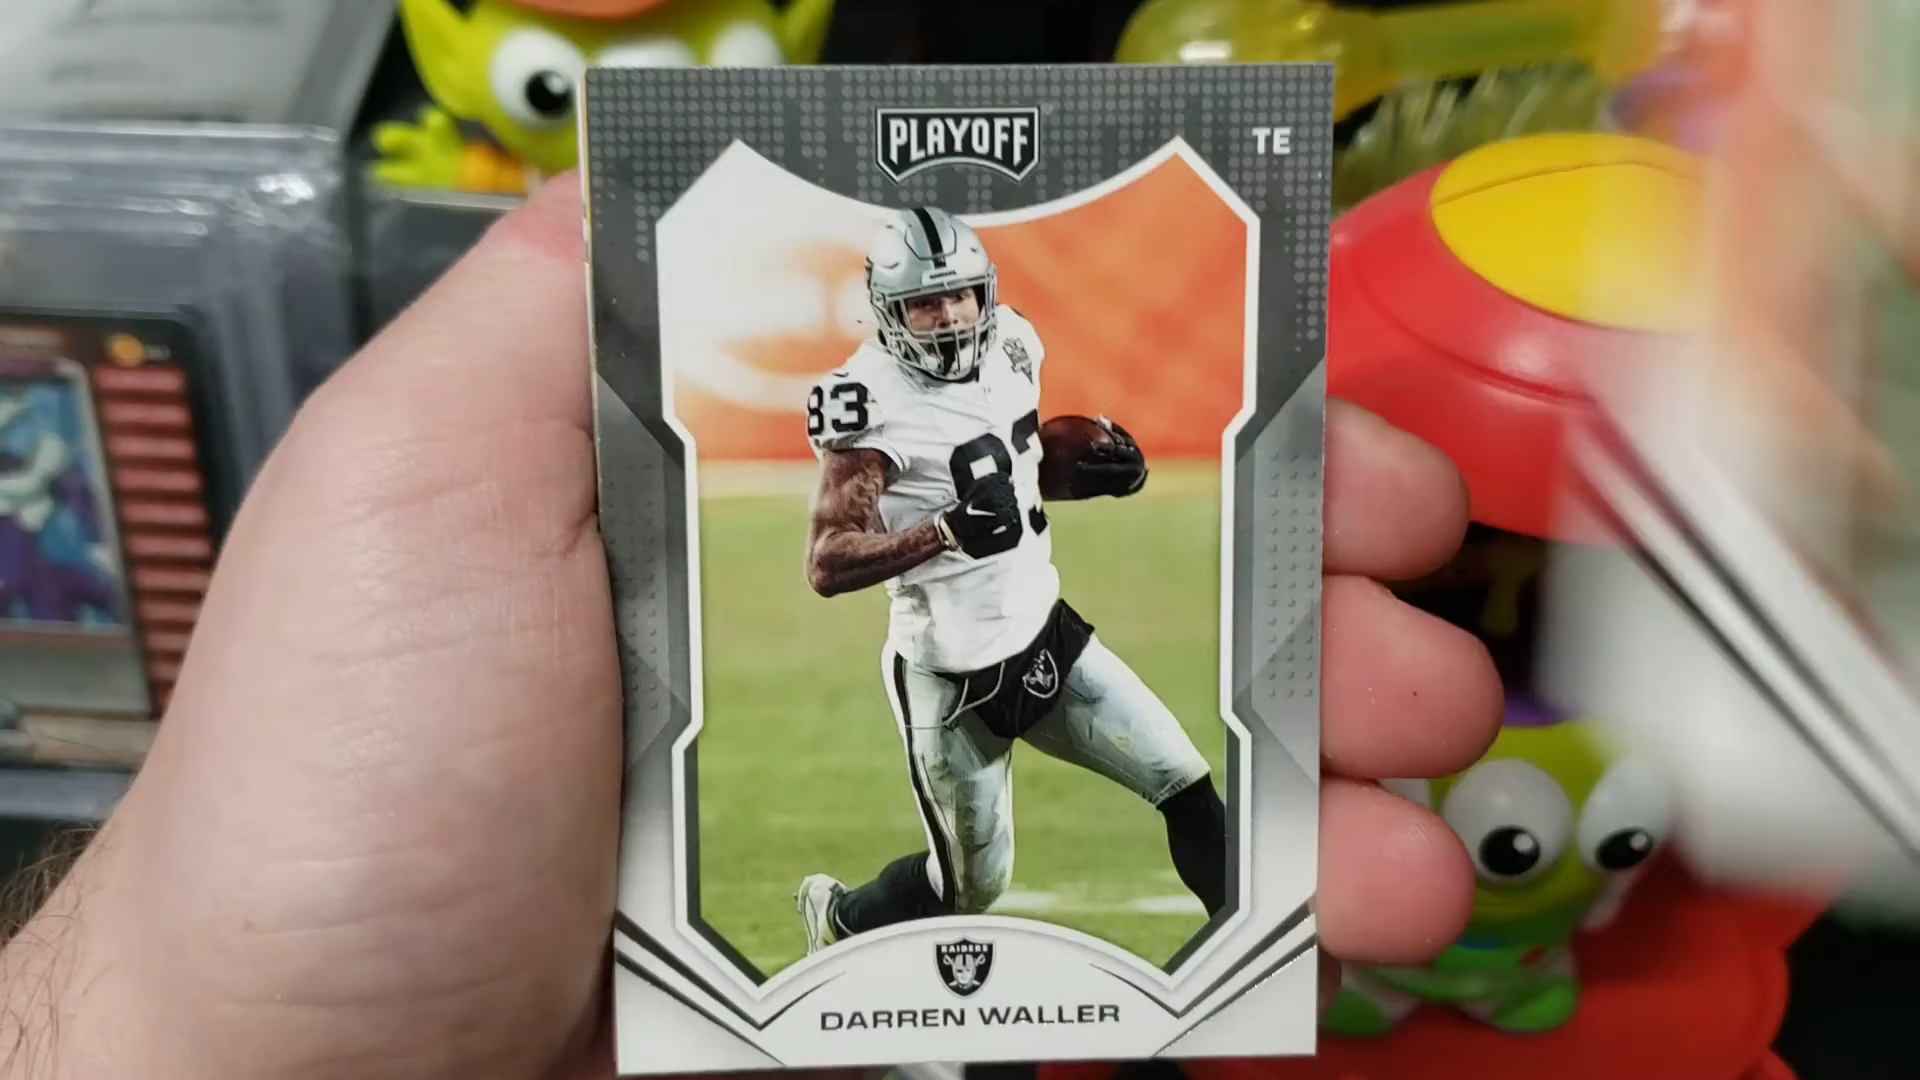 PLAYOFF
TE
83
83
RAIDERS
DARREN WALLER